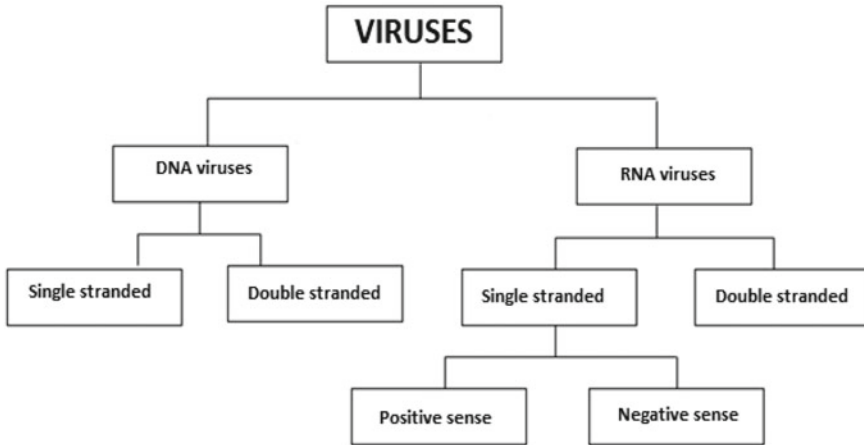 VIRUSES
DNA viruses
RNA viruses
Single stranded
Double stranded
Single stranded
Double stranded
Positive sense
Negative sense